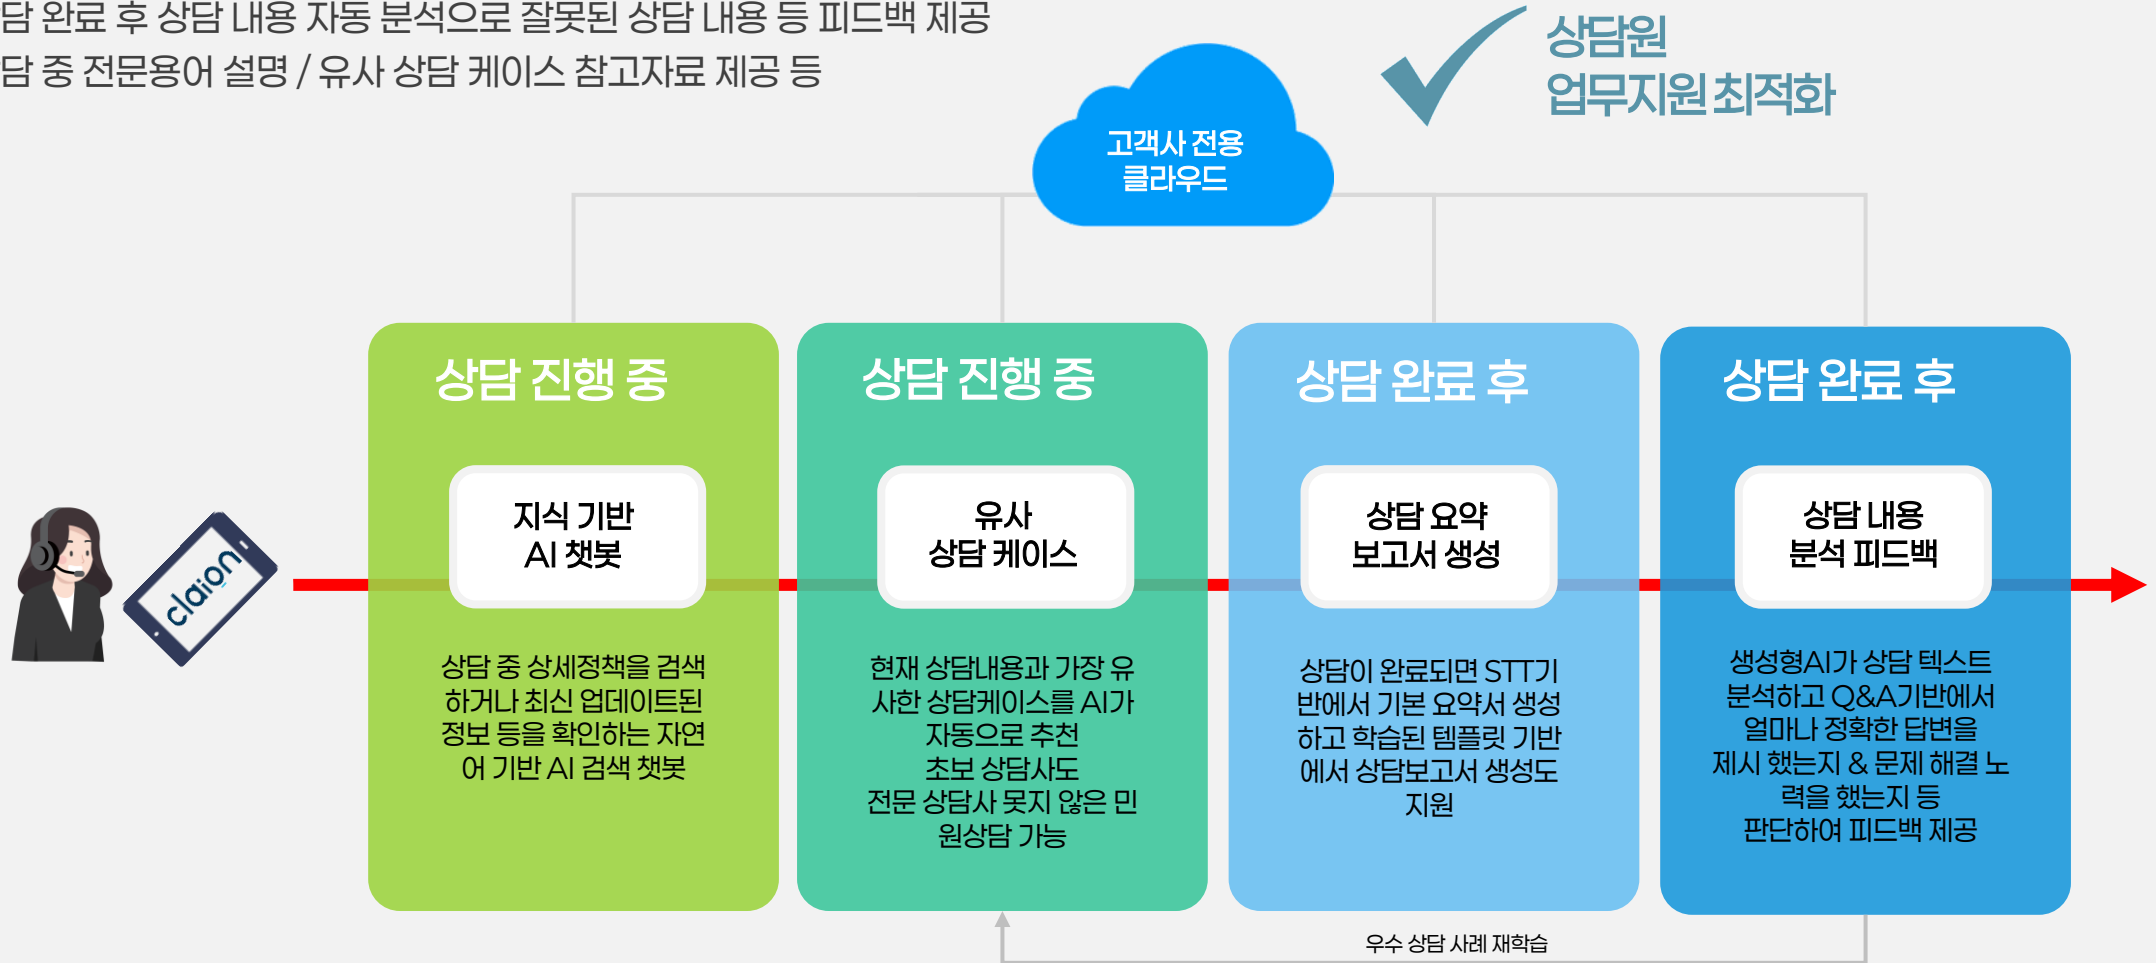 담 완료 후 상담 내용 자동 분석으로 잘못된 상담 내용 등 피드백 제공
담 중 전문용어 설명 / 유사 상담 케이스 참고자료 제공 등
상담원
업무지원 최적화
고객사 전용
클라우드
상담 진행 중
지식 기반
AI 챗봇
상담 중 상세정책을 검색
하거나 최신 업데이트된
정보 등을 확인하는 자연
어 기반 AI 검색 챗봇
상담 진행 중
유사
상담 케이스
현재 상담내용과 가장 유
사한 상담케이스를 AI가
자동으로 추천
초보 상담사도
전문 상담사 못지 않은 민
원상담 가능
상담 완료 후
상담 요약
보고서 생성
상담이 완료되면 STT기
반에서 기본 요약서 생성
하고 학습된 템플릿 기반
에서 상담보고서 생성도
지원
상담 완료 후
상담 내용
분석 피드백
생성형AI가 상담 텍스트
분석하고 Q&A기반에서
얼마나 정확한 답변을
제시 했는지 & 문제 해결 노
력을 했는지 등
판단하여 피드백 제공
claion
우수 상담 사례 재학습